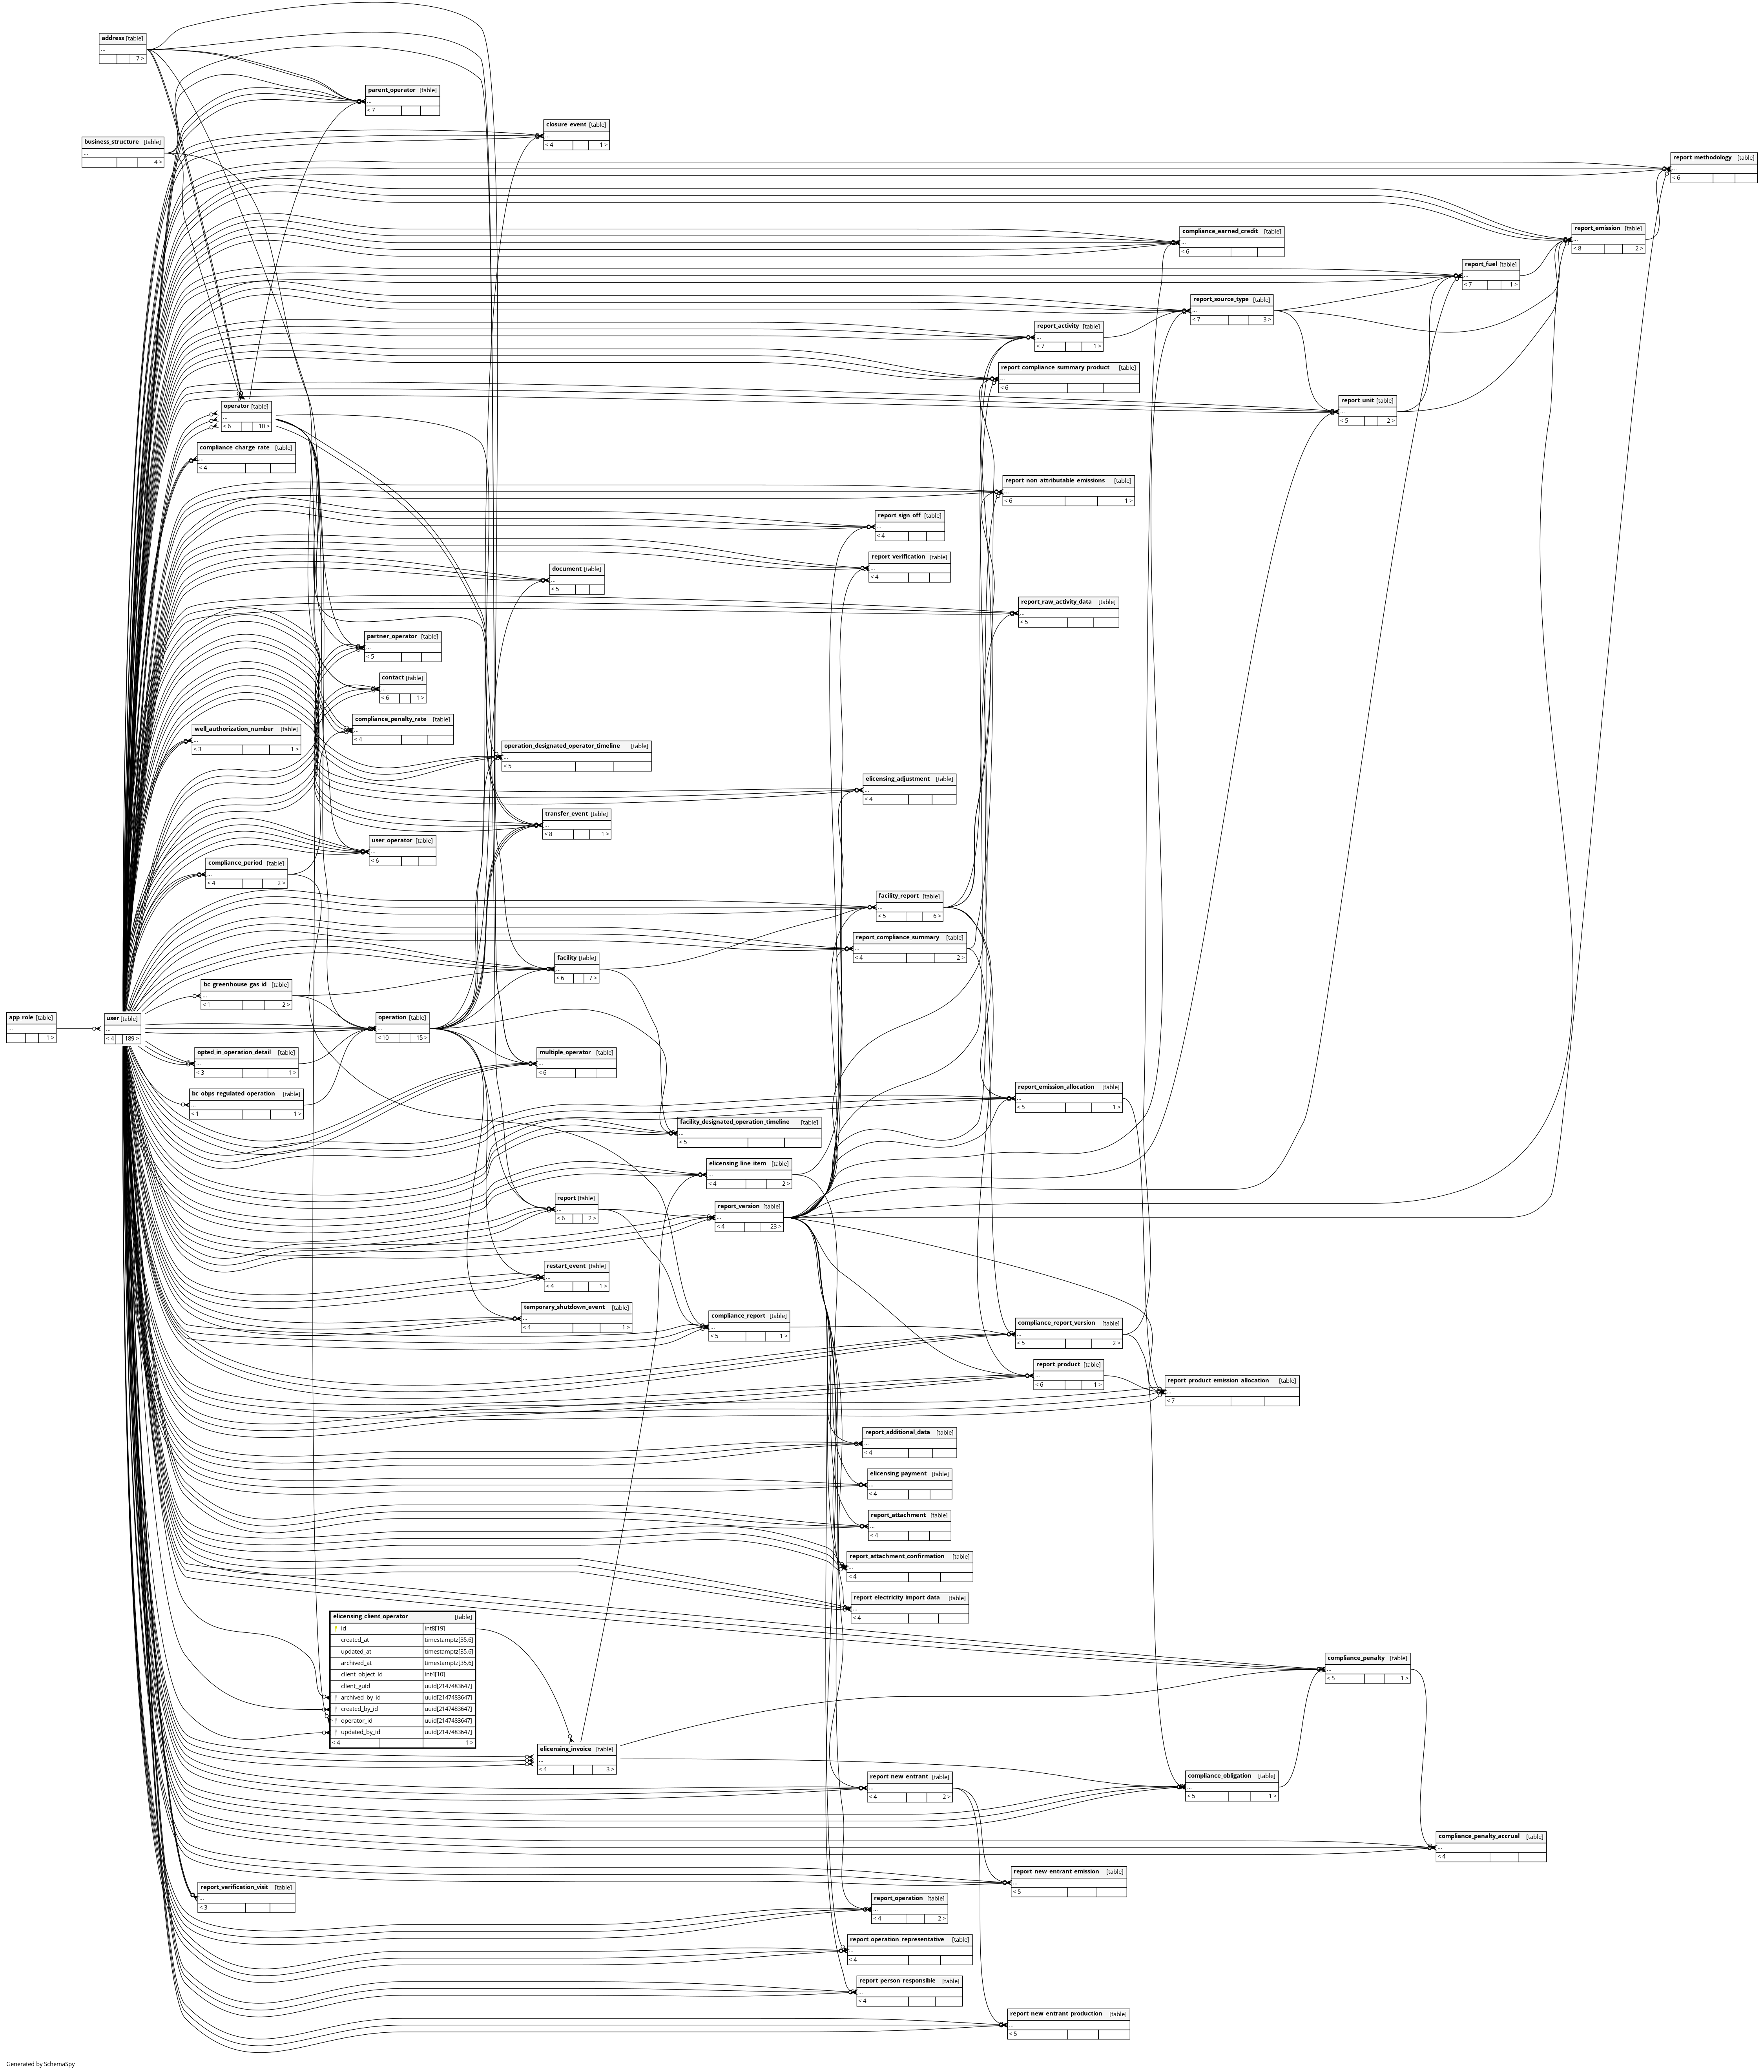 address [table]
...
7 >
parent_operator [table]
...
< 7
closure_event [table]
...
< 4 1 >
business_structure [table]
...
4 >
report_methodology [table]
...
< 6
report_emission [table]
...
< 8 2 >
compliance_earned_credit [table]
...
< 6
report_fuel [table]
...
< 7 1 >
report_source_type [table]
...
< 7 3 >
report_activity [table]
...
< 7 1 >
report_compliance_summary_product [table]
...
< 6
report_unit [table]
...
< 5 2 >
operator [table]
...
< 6 10 >
compliance_charge_rate [table]
...
< 4
report_non_attributable_emissions [table]
...
< 6 1 >
report_sign_off [table]
...
< 4
report_verification [table]
...
< 4
document [table]
...
< 5
report_raw_activity_data [table]
...
< 5
partner_operator [table]
...
< 5
contact [table]
...
< 6 1 >
compliance_penalty_rate [table]
...
< 4
well_authorization_number [table]
...
< 3 1 >
operation_designated_operator_timeline [table]
...
< 5
elicensing_adjustment [table]
...
< 4
transfer_event [table]
...
< 8 1 >
user_operator [table]
...
< 6
compliance_period [table]
...
< 4 2 >
facility_report [table]
...
< 5 6 >
report_compliance_summary [table]
...
< 4 2 >
facility [table]
...
< 6 7 >
bc_greenhouse_gas_id [table]
...
< 1 2 >
app_role [table]
...
1 >
user [table]
...
< 4 189 >
operation [table]
...
< 10 15 >
opted_in_operation_detail [table]
...
< 3 1 >
multiple_operator [table]
...
< 6
bc_obps_regulated_operation [table]
...
< 1 1 >
report_emission_allocation [table]
...
< 5 1 >
facility_designated_operation_timeline [table]
...
< 5
elicensing_line_item [table]
...
< 4 2 >
report [table]
...
< 6 2 >
report_version [table]
...
< 4 23 >
restart_event [table]
...
< 4 1 >
temporary_shutdown_event [table]
...
< 4 1 >
compliance_report [table]
...
< 5 1 >
compliance_report_version [table]
...
< 5 2 >
report_product [table]
...
< 6 1 >
report_product_emission_allocation [table]
...
< 7
report_additional_data [table]
...
< 4
elicensing_payment [table]
...
< 4
report_attachment [table]
...
< 4
report_attachment_confirmation [table]
...
< 4
report_electricity_import_data [table]
...
< 4
elicensing_client_operator [table]
id int8[19]
created_at timestamptz[35,6]
updated_at timestamptz[35,6]
archived_at timestamptz[35,6]
client_object_id int4[10]
client_guid uuid[2147483647]
archived_by_id uuid[2147483647]
created_by_id uuid[2147483647]
operator_id uuid[2147483647]
updated_by_id uuid[2147483647]
< 4 1 >
compliance_penalty [table]
...
< 5 1 >
elicensing_invoice [table]
...
< 4 3 >
report_new_entrant [table]
...
< 4 2 >
compliance_obligation [table]
...
< 5 1 >
compliance_penalty_accrual [table]
...
< 4
report_new_entrant_emission [table]
...
< 5
report_verification_visit [table]
...
< 3
report_operation [table]
...
< 4 2 >
report_operation_representative [table]
...
< 4
report_person_responsible [table]
...
< 4
report_new_entrant_production [table]
...
< 5
Generated by SchemaSpy